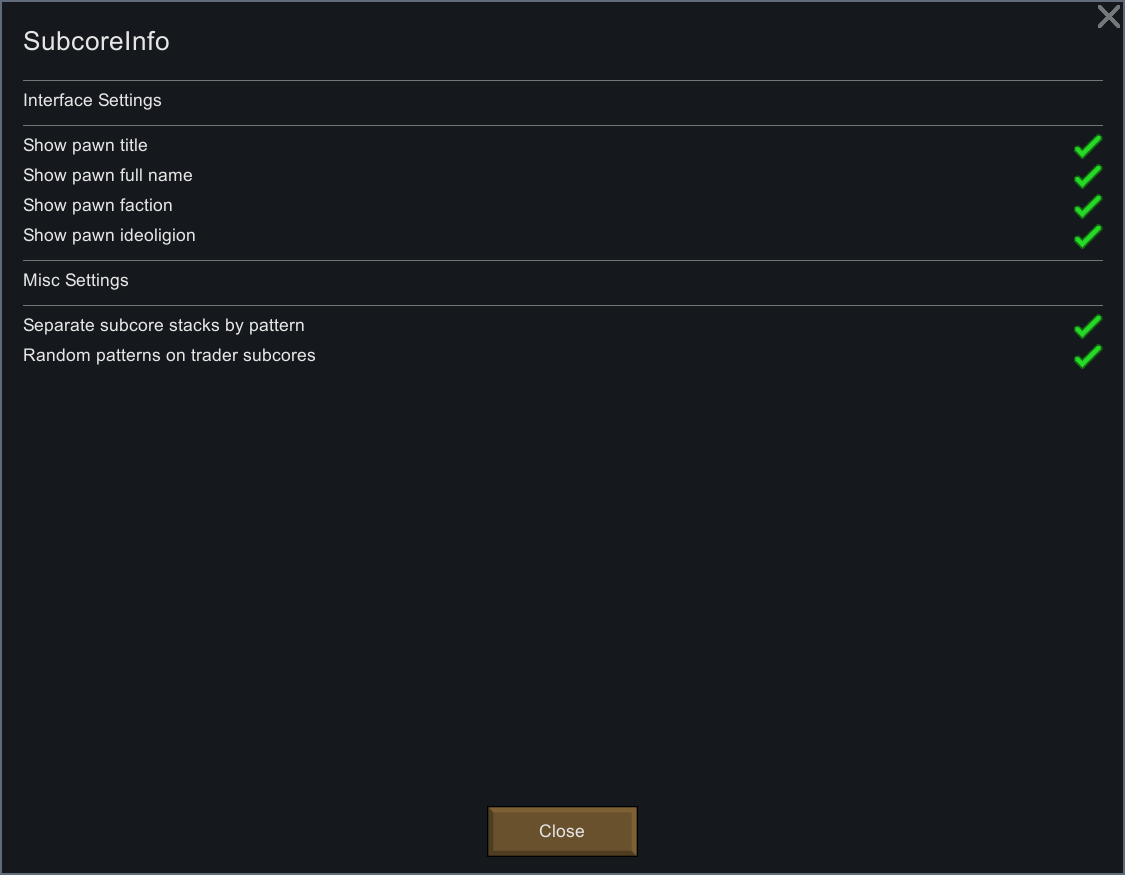 SubcoreInfo
Interface Settings
Show pawn title
Show pawn full name
Show pawn faction
Show pawn ideoligion
Misc Settings
Separate subcore stacks by pattern
Random patterns on trader subcores
Close